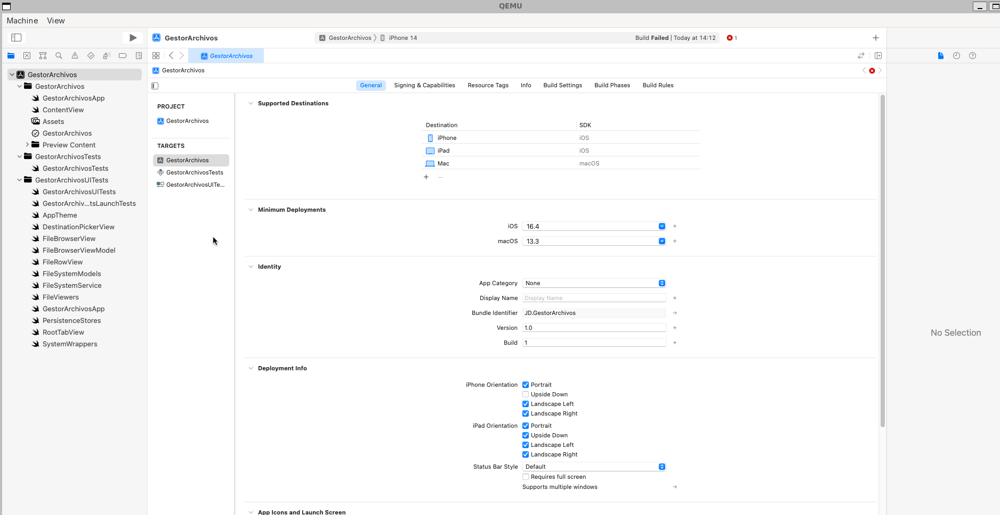 QEMU
Machine View
GestorArchivos
GestorArchivos 〉 iPhone 14
Build Failed | Today at 14:12
1
GestorArchivos
GestorArchivos
General Signing & Capabilities Resource Tags Info Build Settings Build Phases Build Rules
GestorArchivos
GestorArchivos
GestorArchivosApp
ContentView
Assets
GestorArchivos
Preview Content
GestorArchivosTests
GestorArchivosTests
GestorArchivosUITests
GestorArchivosUITests
GestorArchiv...tsLaunchTests
AppTheme
DestinationPickerView
FileBrowserView
FileBrowserViewModel
FileRowView
FileSystemModels
FileSystemService
FileViewers
GestorArchivosApp
PersistenceStores
RootTabView
SystemWrappers
PROJECT
GestorArchivos
TARGETS
GestorArchivos
GestorArchivosTests
GestorArchivosUITe...
Supported Destinations
Destination SDK
iPhone iOS
iPad iOS
Mac macOS
Minimum Deployments
iOS 16.4
macOS 13.3
Identity
App Category None
Display Name Display Name
Bundle Identifier JD.GestorArchivos
Version 1.0
Build 1
Deployment Info
iPhone Orientation Portrait
Upside Down
Landscape Left
Landscape Right
iPad Orientation Portrait
Upside Down
Landscape Left
Landscape Right
Status Bar Style Default
Requires full screen
Supports multiple windows
App Icons and Launch Screen
No Selection